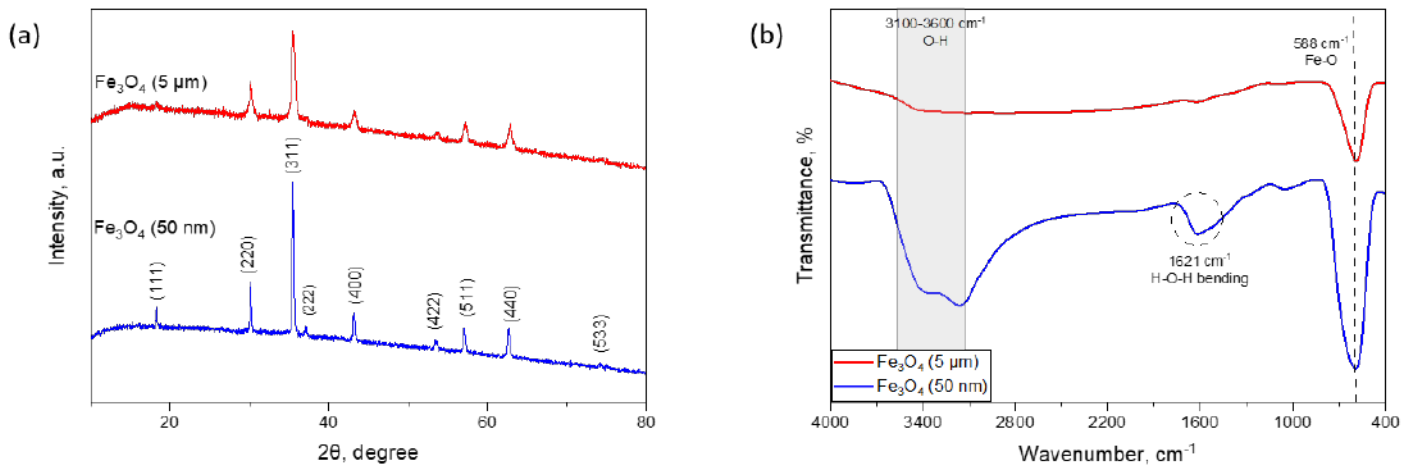 (a)
Fe₃O₄ (5 µm)
Fe₃O₄ (50 nm)
(111)
(220)
(311)
(222)
(400)
(422)
(511)
(440)
(533)
Intensity, a.u.
20
40
60
80
2θ, degree
(b)
3100-3600 cm⁻¹
O-H
588 cm⁻¹
Fe-O
1621 cm⁻¹
H-O-H bending
Fe₃O₄ (5 µm)
Fe₃O₄ (50 nm)
Transmittance, %
4000
3400
2800
2200
1600
1000
400
Wavenumber, cm⁻¹